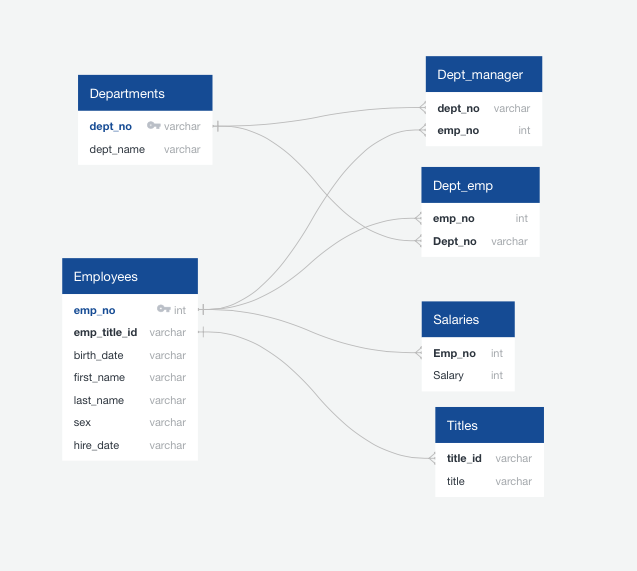 Departments
dept_no varchar
dept_name varchar
Employees
emp_no int
emp_title_id varchar
birth_date varchar
first_name varchar
last_name varchar
sex varchar
hire_date varchar
Dept_manager
dept_no varchar
emp_no int
Dept_emp
emp_no int
Dept_no varchar
Salaries
Emp_no int
Salary int
Titles
title_id varchar
title varchar